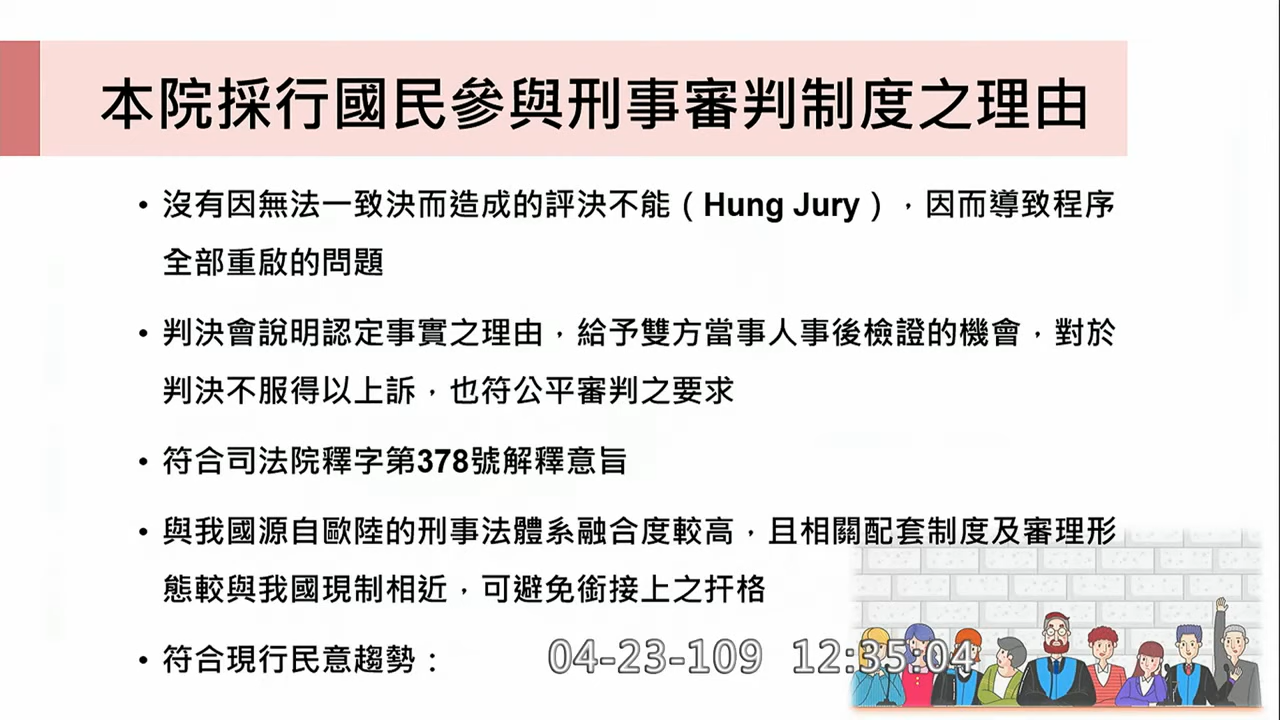 本院採行國民參與刑事審判制度之理由
• 沒有因無法一致決而造成的評決不能（Hung Jury），因而導致程序
全部重啟的問題
• 判決會說明認定事實之理由，給予雙方當事人事後檢證的機會，對於
判決不服得以上訴，也符公平審判之要求
• 符合司法院釋字第378號解釋意旨
• 與我國源自歐陸的刑事法體系融合度較高，且相關配套制度及審理形
態較與我國現制相近，可避免銜接上之扞格
• 符合現行民意趨勢：
04-23-109 12:35:04